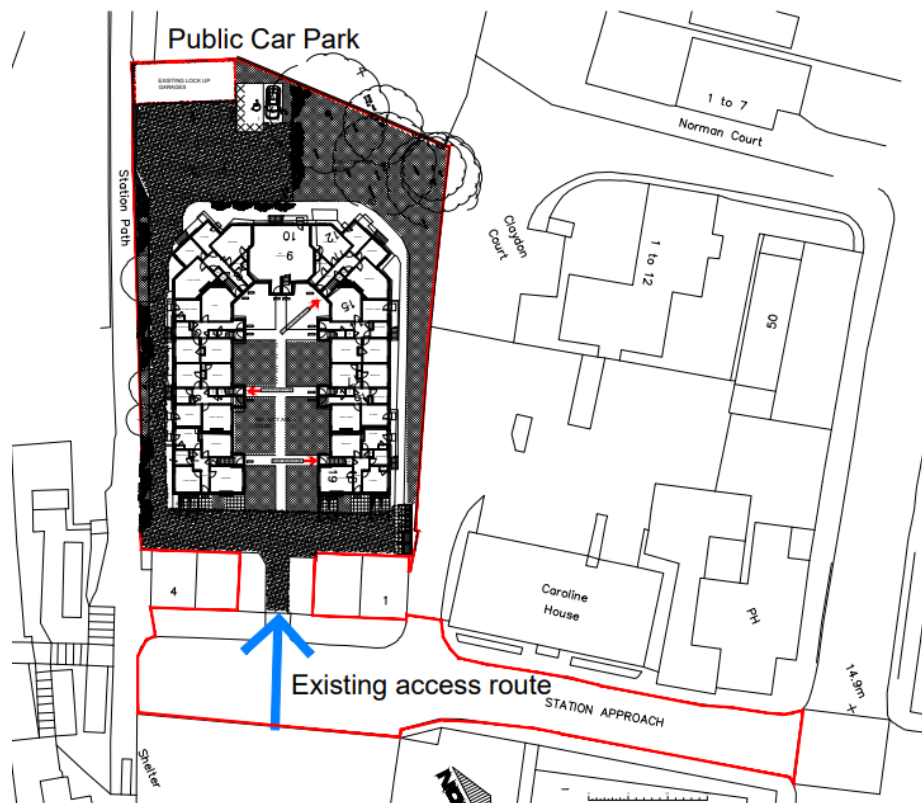 Public Car Park
EXISTING LOCK UP
GARAGES
1 to 7
Norman Court
Station Path
Claydon
Court
1 to 12
50
10
9
12
15
19
18
4
1
Caroline
House
PH
Existing access route
STATION APPROACH
14.9m
Shelter